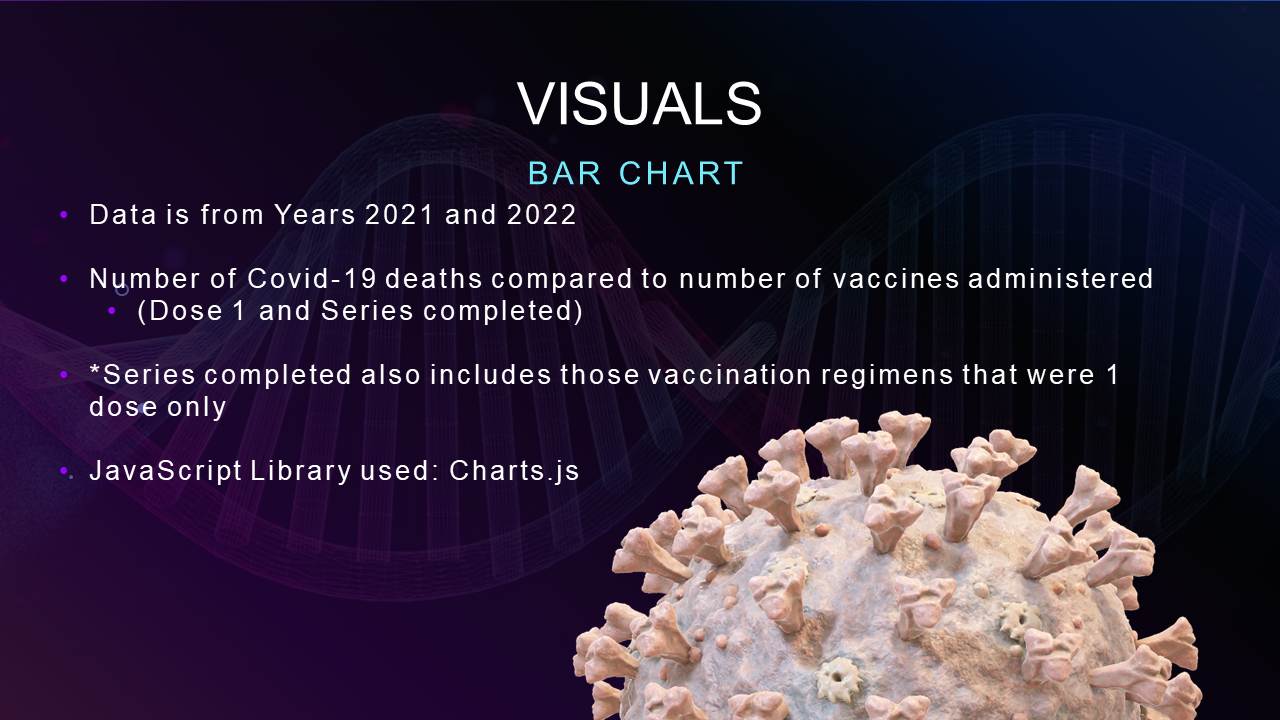 VISUALS
BAR CHART
• Data is from Years 2021 and 2022
• Number of Covid-19 deaths compared to number of vaccines administered
• (Dose 1 and Series completed)
• *Series completed also includes those vaccination regimens that were 1
dose only
• JavaScript Library used: Charts.js